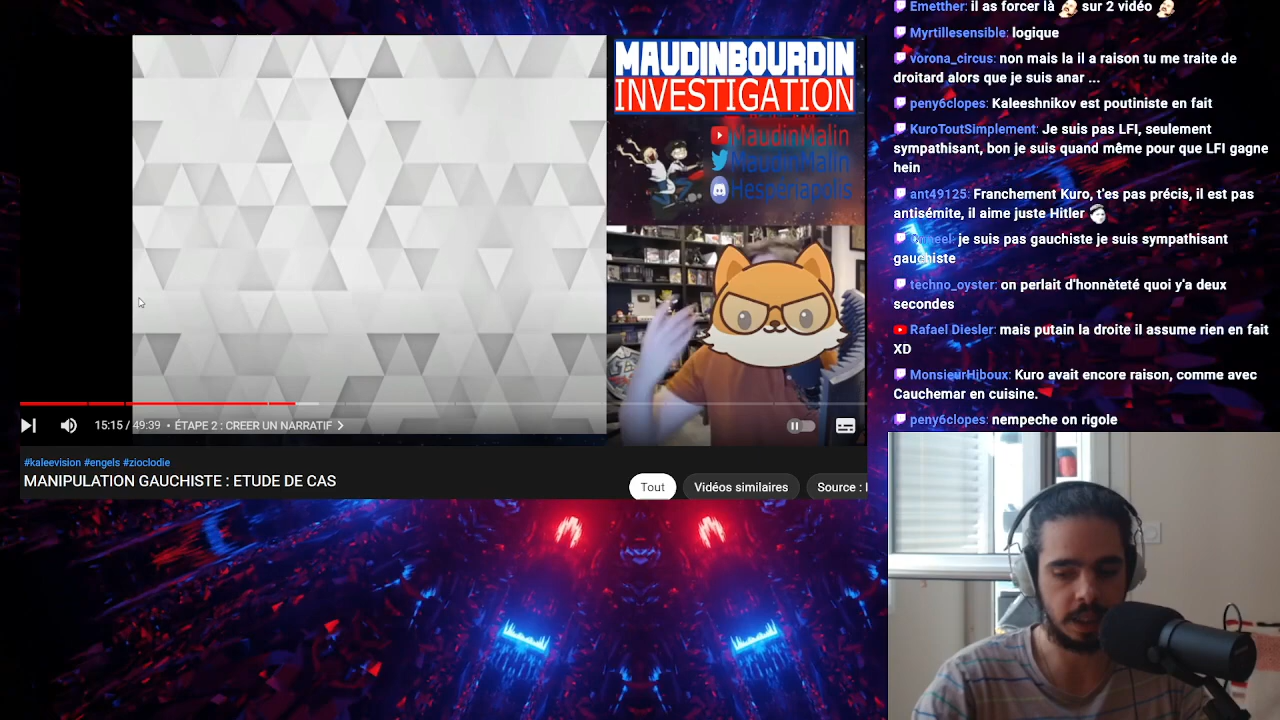 MAUDINBOURDIN
INVESTIGATION
MaudinMalin
MaudinMalin
Hespériapolis
15:15 / 49:39 • ÉTAPE 2 : CREER UN NARRATIF
#kaleevision #engels #zioclodie
MANIPULATION GAUCHISTE : ETUDE DE CAS
Tout
Vidéos similaires
Source :
Emetther: il as forcer là sur 2 vidéo
Myrtillesensible: logique
vorona_circus: non mais la il a raison tu me traite de
droitard alors que je suis anar ...
peny6clopes: Kaleeshnikov est poutiniste en fait
KuroToutSimplement: Je suis pas LFI, seulement
sympathisant, bon je suis quand même pour que LFI gagne
hein
ant49125: Franchement Kuro, t'es pas précis, il est pas
antisémite, il aime juste Hitler
je suis pas gauchiste je suis sympathisant
gauchiste
techno_oyster: on perlait d'honnèteté quoi y'a deux
secondes
Rafael Diesler: mais putain la droite il assume rien en fait
XD
MonsieurHiboux: Kuro avait encore raison, comme avec
Cauchemar en cuisine.
peny6clopes: nempeche on rigole